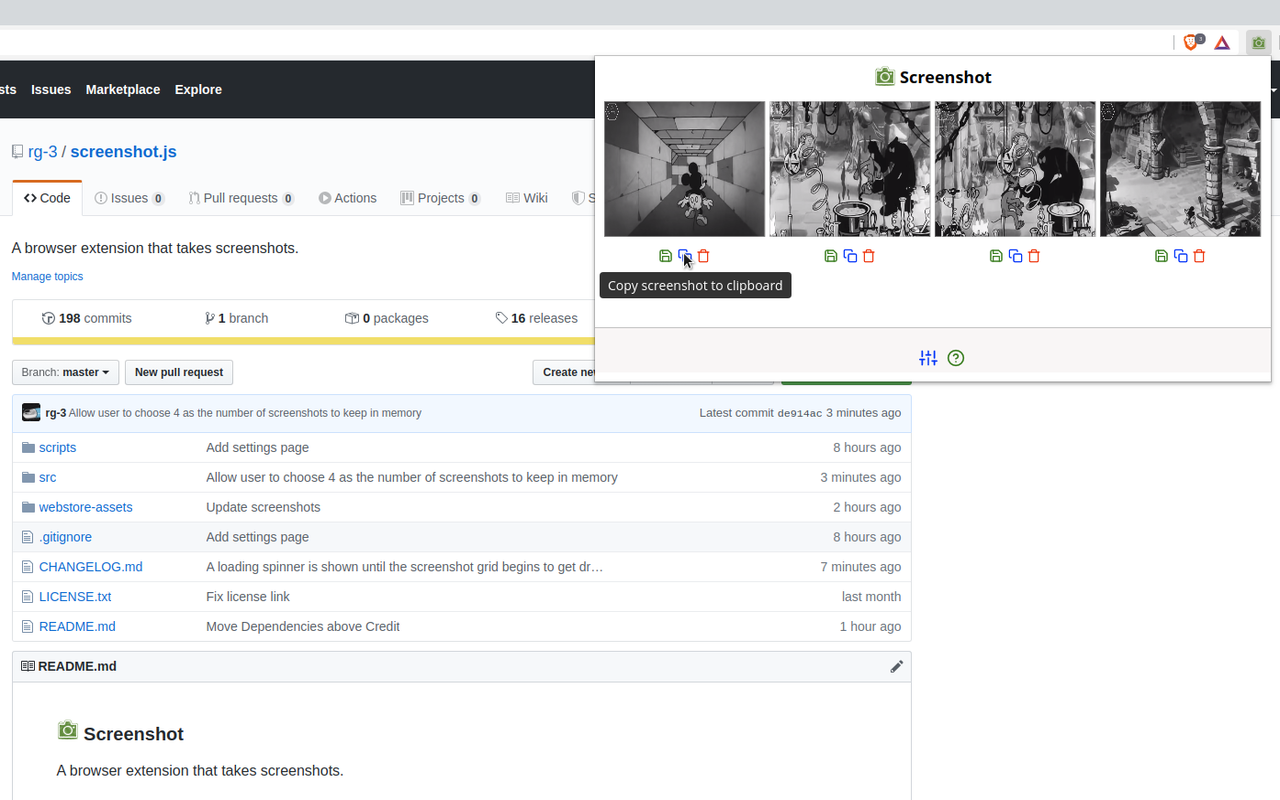 3
Screenshot
Issues Marketplace Explore
rg-3 / screenshot.js
Code Issues 0 Pull requests 0 Actions Projects 0 Wiki
A browser extension that takes screenshots.
Manage topics
Copy screenshot to clipboard
198 commits 1 branch 0 packages 16 releases
Branch: master New pull request Create
rg-3 Allow user to choose 4 as the number of screenshots to keep in memory Latest commit de914ac 3 minutes ago
scripts Add settings page 8 hours ago
src Allow user to choose 4 as the number of screenshots to keep in memory 3 minutes ago
webstore-assets Update screenshots 2 hours ago
.gitignore Add settings page 8 hours ago
CHANGELOG.md A loading spinner is shown until the screenshot grid begins to get dr… 7 minutes ago
LICENSE.txt Fix license link last month
README.md Move Dependencies above Credit 1 hour ago
README.md
Screenshot
A browser extension that takes screenshots.